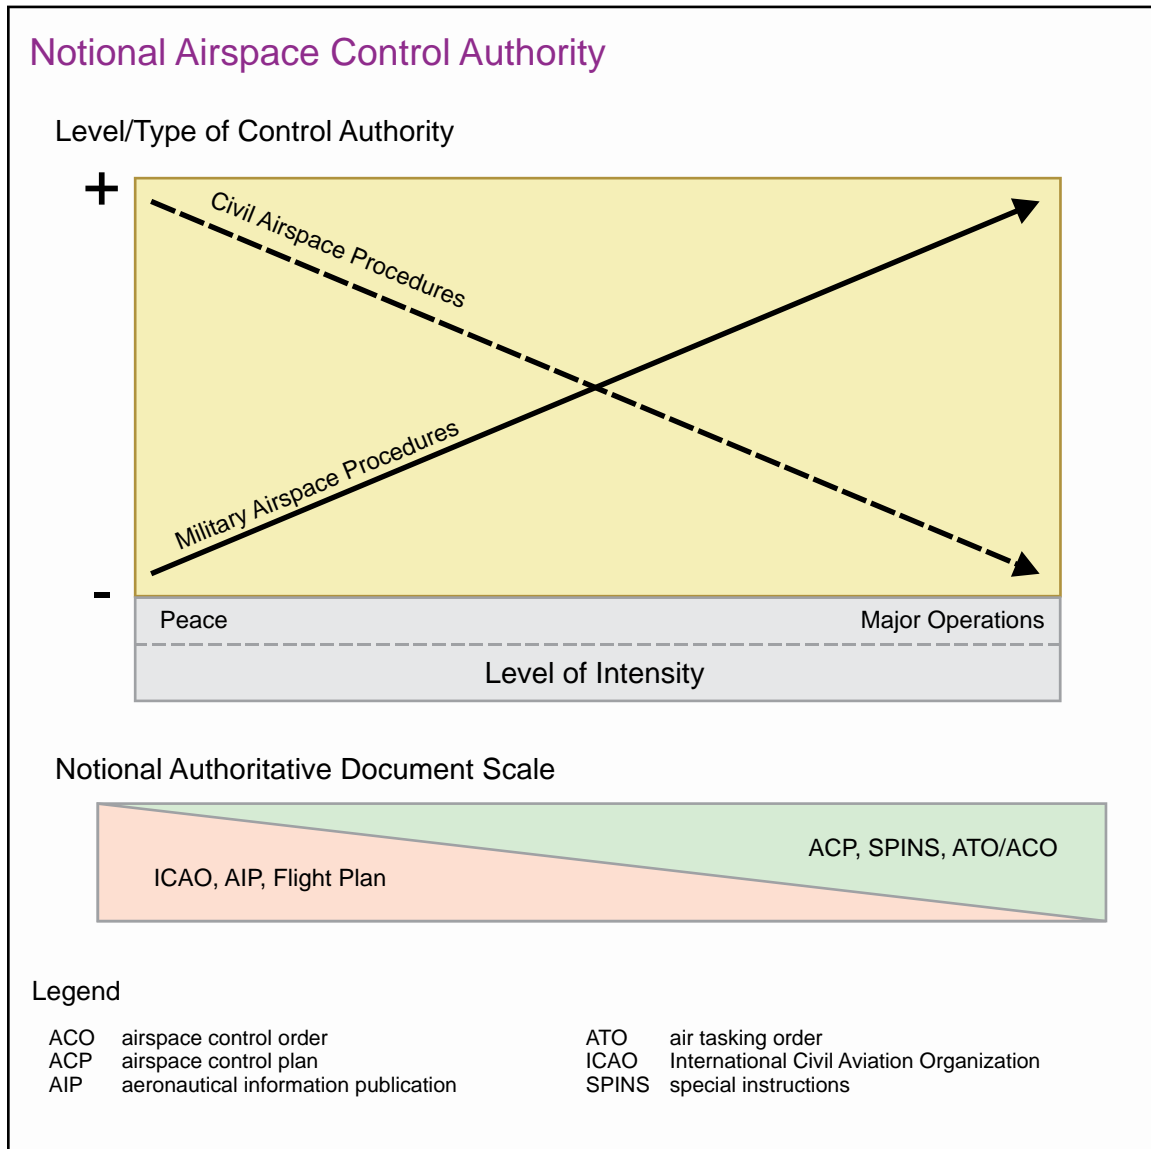 Notional Airspace Control Authority
Level/Type of Control Authority
+
Civil Airspace Procedures
Military Airspace Procedures
-
Peace Major Operations
Level of Intensity
Notional Authoritative Document Scale
ACP, SPINS, ATO/ACO
ICAO, AIP, Flight Plan
Legend
ACO airspace control order
ACP airspace control plan
AIP aeronautical information publication
ATO air tasking order
ICAO International Civil Aviation Organization
SPINS special instructions